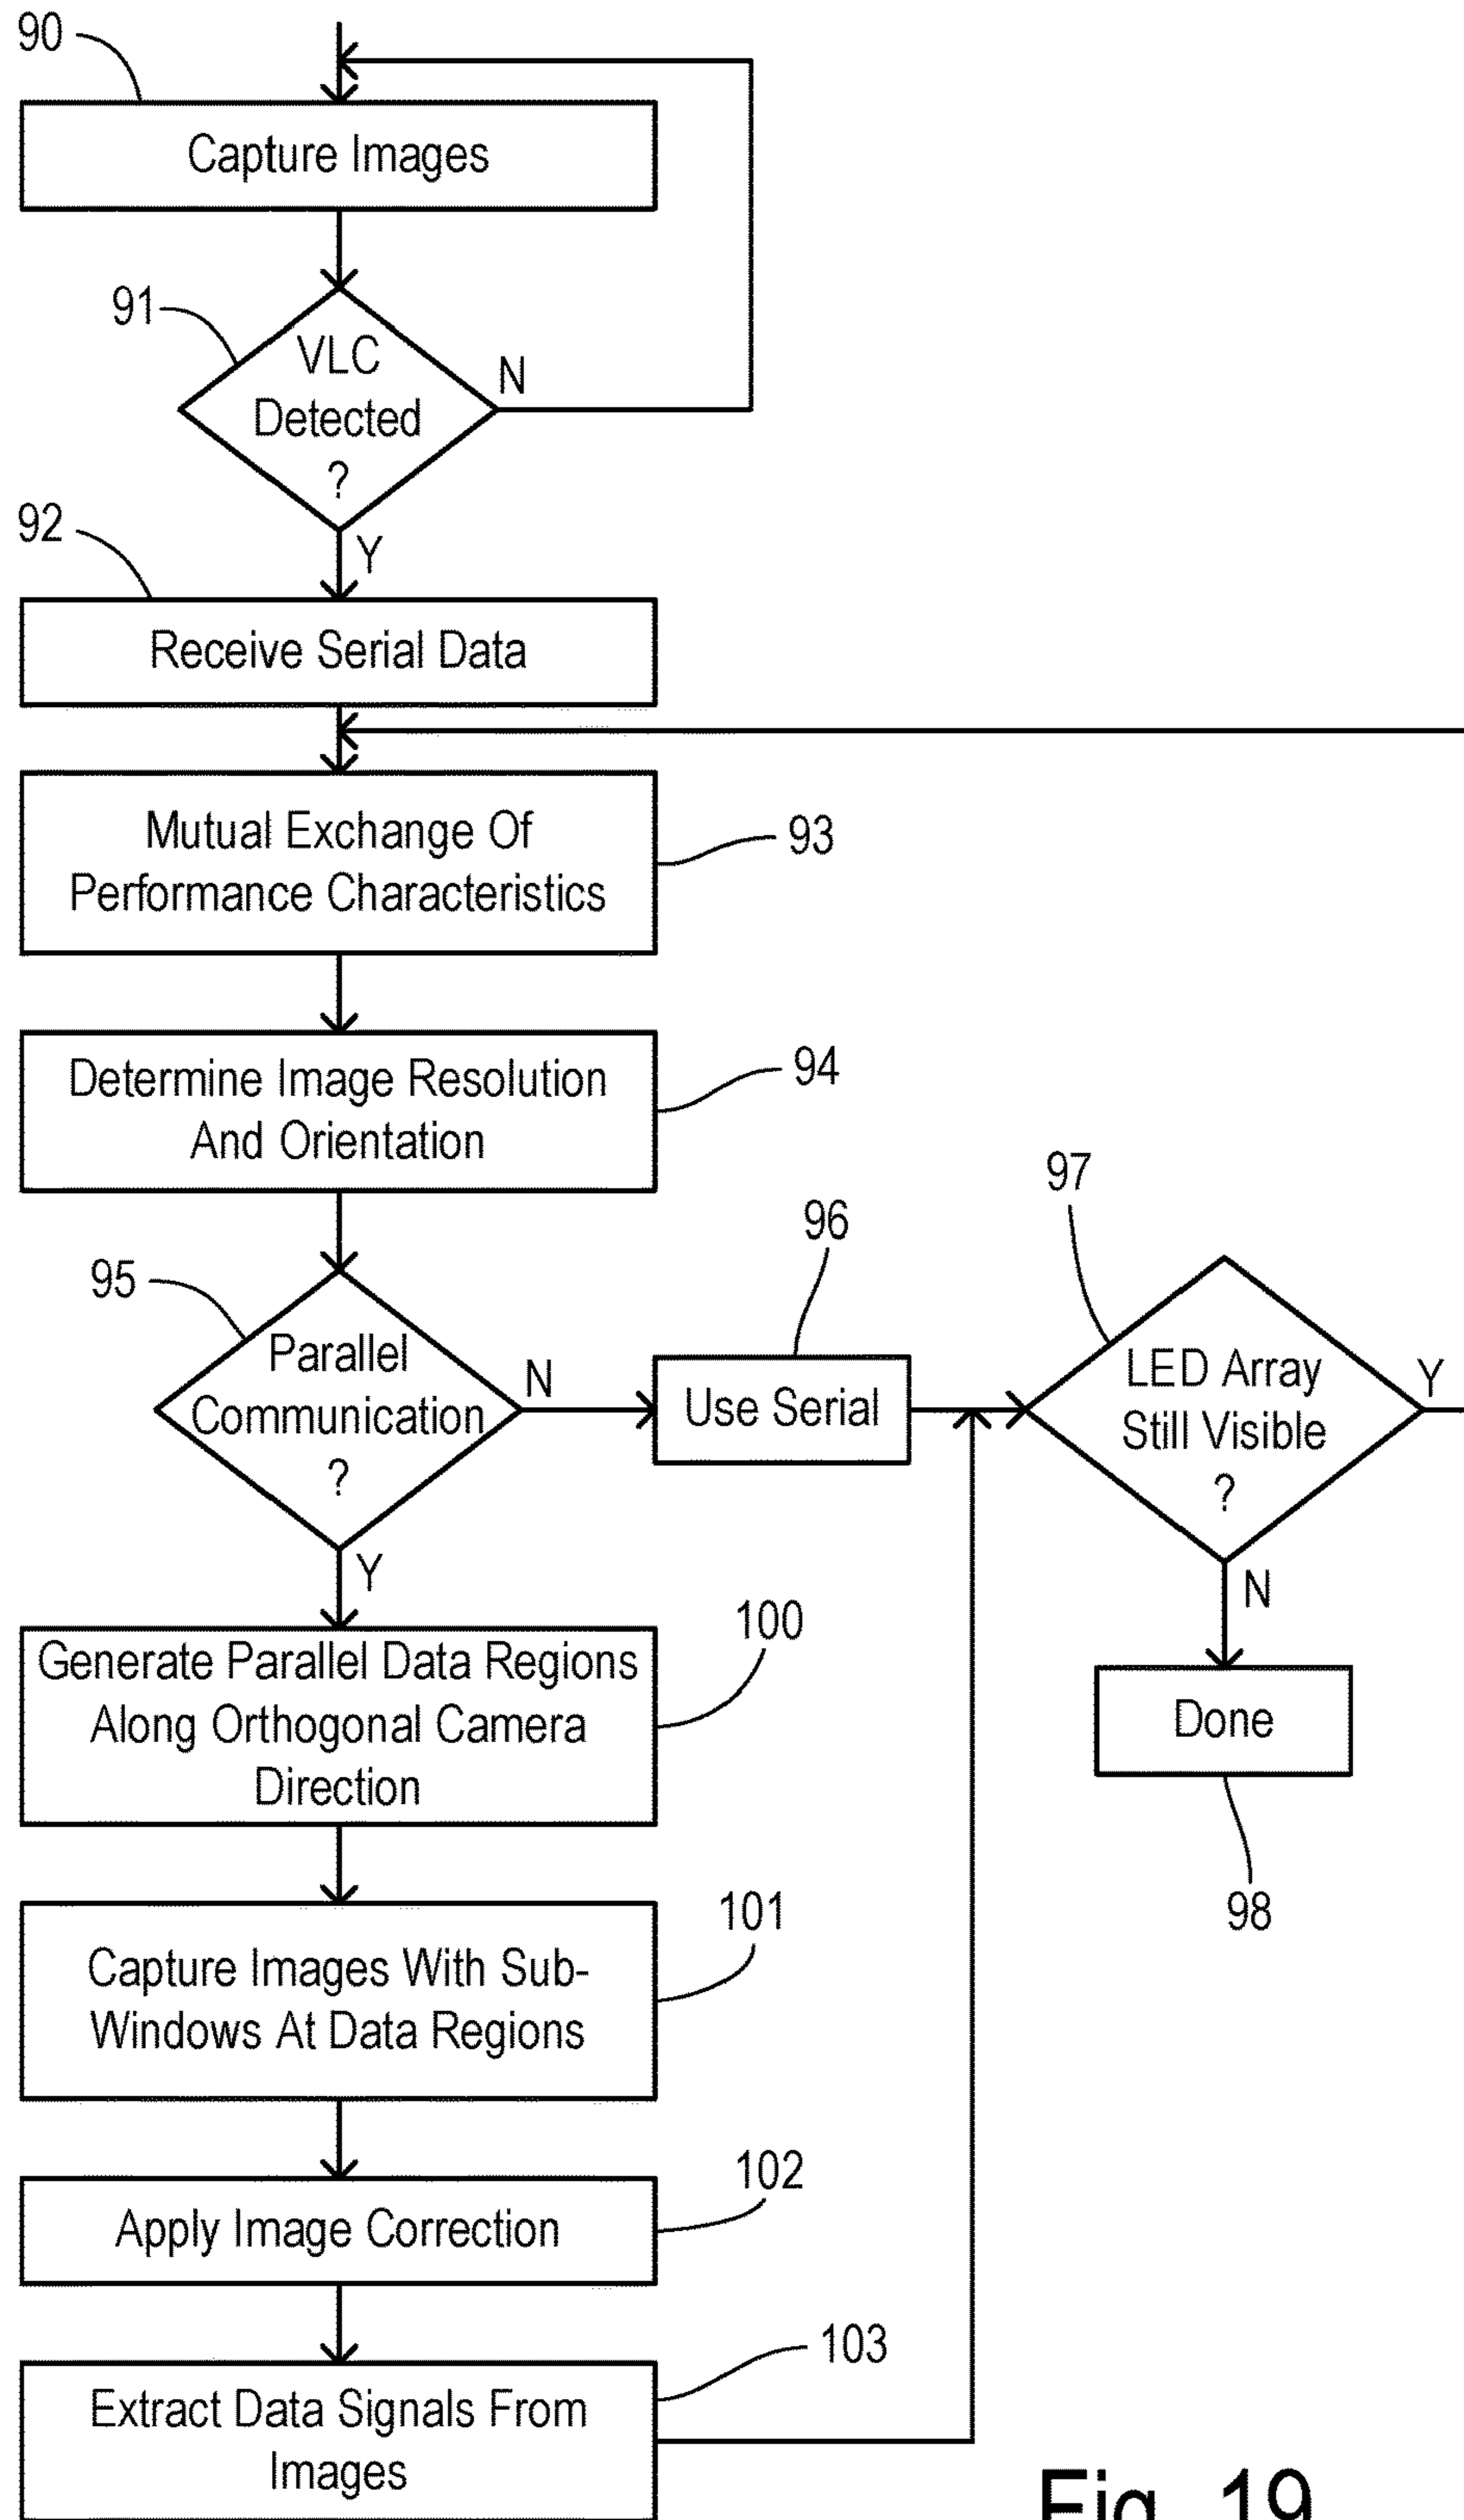 90
Capture Images
91
VLC
Detected
?
N
Y
92
Receive Serial Data
Mutual Exchange Of
Performance Characteristics
93
Determine Image Resolution
And Orientation
94
95
Parallel
Communication
?
N
Y
96
Use Serial
97
LED Array
Still Visible
?
Y
N
Done
98
Generate Parallel Data Regions
Along Orthogonal Camera
Direction
100
Capture Images With Sub-
Windows At Data Regions
101
Apply Image Correction
102
Extract Data Signals From
Images
103
Fig. 19